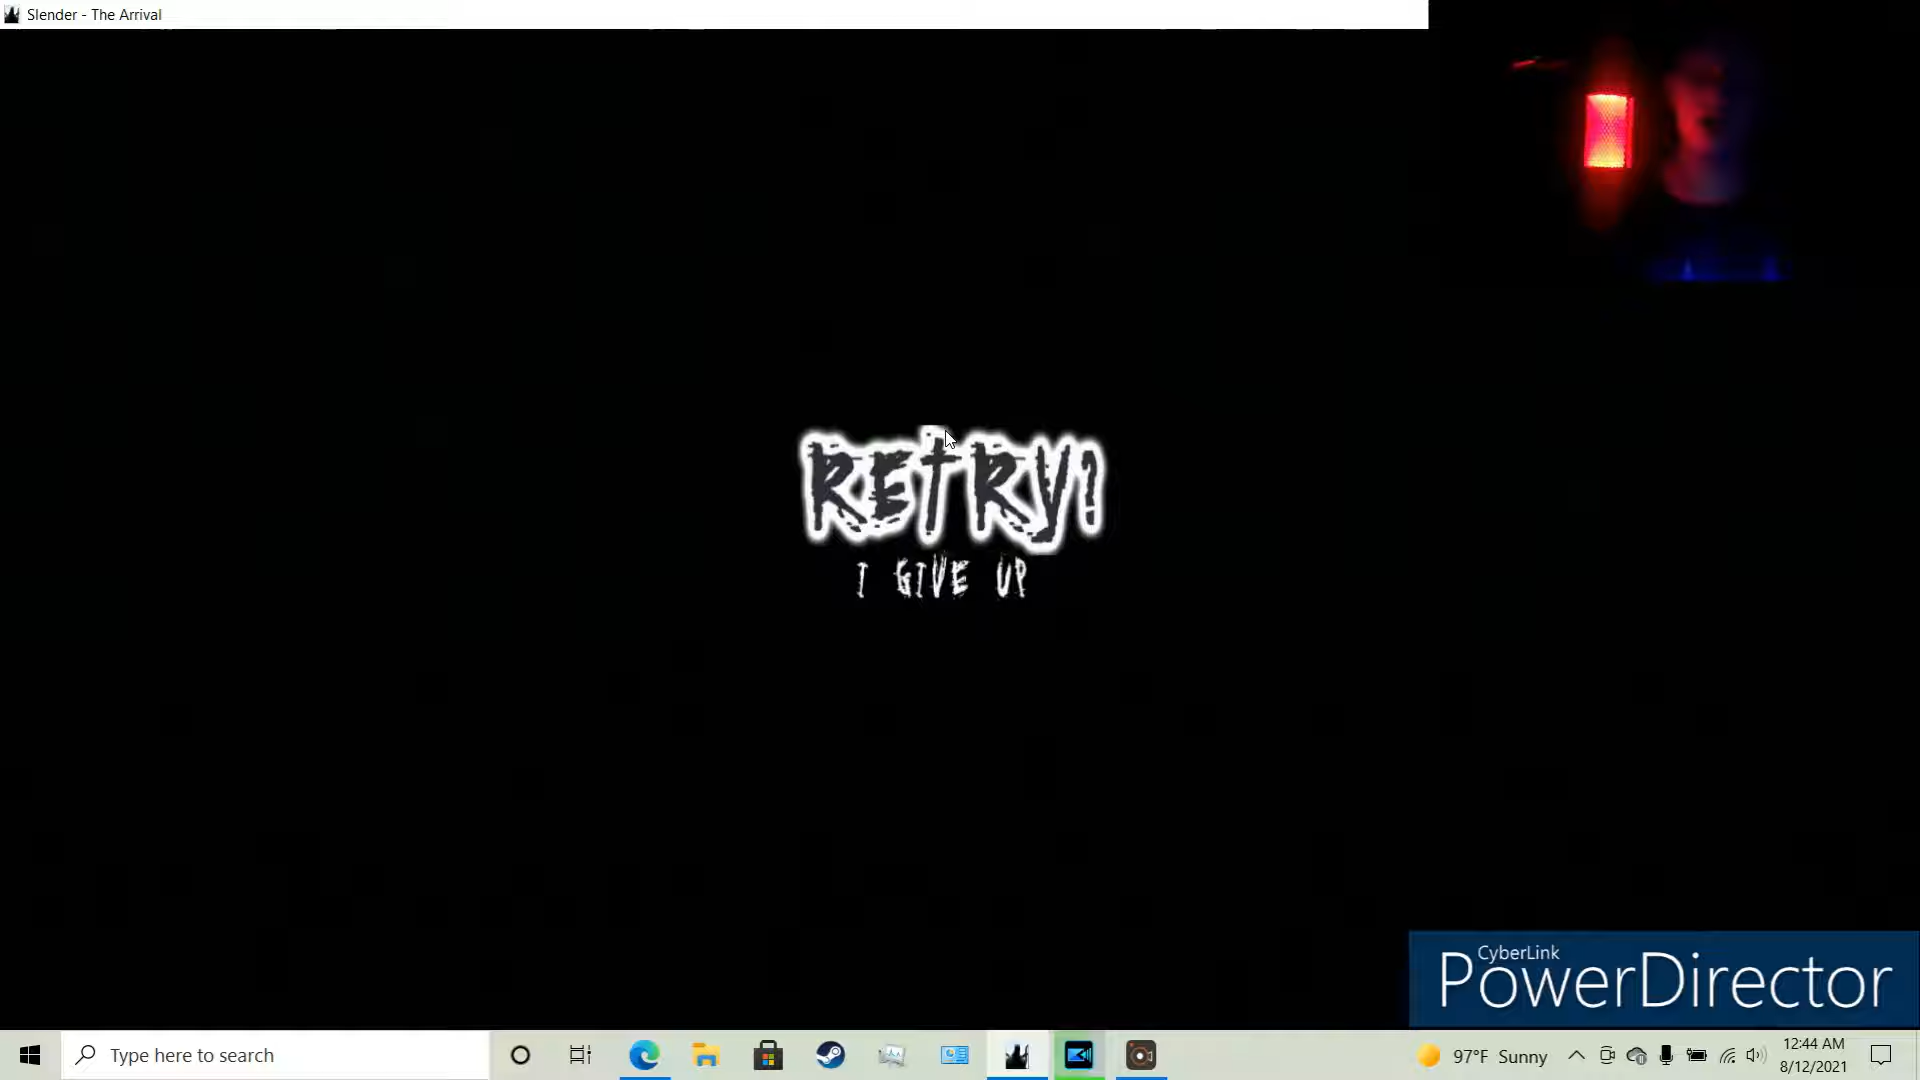 Slender - The Arrival
RETRY?
I GIVE UP
CyberLink
PowerDirector
Type here to search
97°F Sunny
12:44 AM
8/12/2021